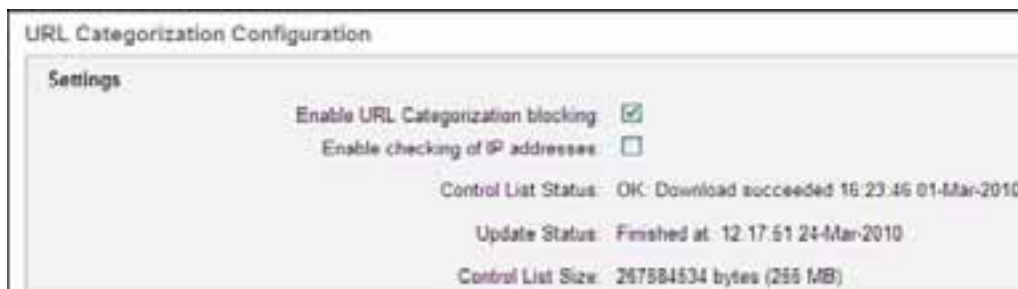 URL Categorization Configuration
Settings
Enable URL Categorization blocking
Enable checking of IP addresses
Control List Status: OK: Download succeeded 16:23:46 01-Mar-2010
Update Status: Finished at: 12:17:51 24-Mar-2010
Control List Size: 267584534 bytes (255 MB)